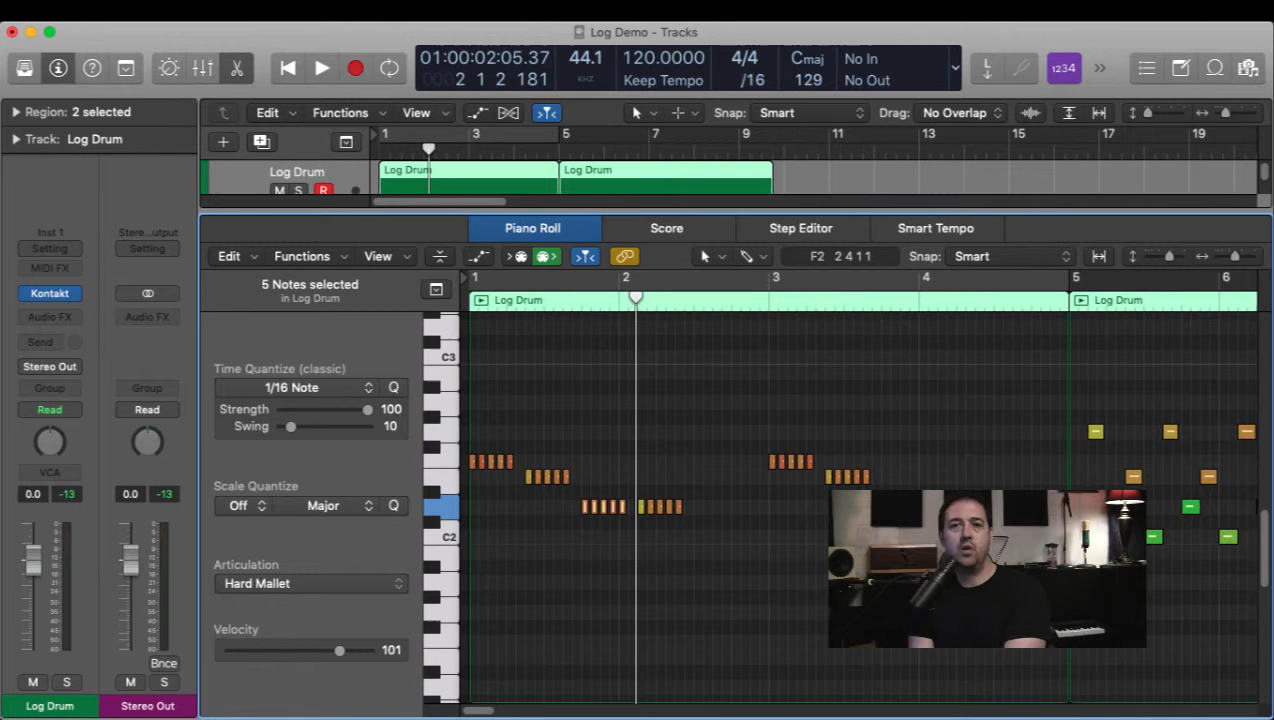 Log Demo - Tracks
01:00:02:05.37
2 1 2 181
44.1
KHZ
120.0000
Keep Tempo
4/4
/16
Cmaj
129
No In
No Out
1234
Region: 2 selected
Track: Log Drum
Edit
Functions
View
Snap: Smart
Drag: No Overlap
1 3 5 7 9 11 13 15 17 19
Log Drum
M S R
Log Drum
Log Drum
Piano Roll
Score
Step Editor
Smart Tempo
Edit
Functions
View
F2 2 4 1 1
Snap: Smart
5 Notes selected
in Log Drum
1 2 3 4 5 6
Log Drum
Log Drum
Inst 1
Stere...utput
Setting
Setting
MIDI FX
Kontakt
Audio FX
Audio FX
Send
Stereo Out
Group
Group
Read
Read
VCA
0.0 -13
0.0 -13
Time Quantize (classic)
1/16 Note
Q
Strength 100
Swing 10
Scale Quantize
Off
Major
Q
Articulation
Hard Mallet
Velocity
101
C3
C2
Bnce
M S
M S
Log Drum
Stereo Out